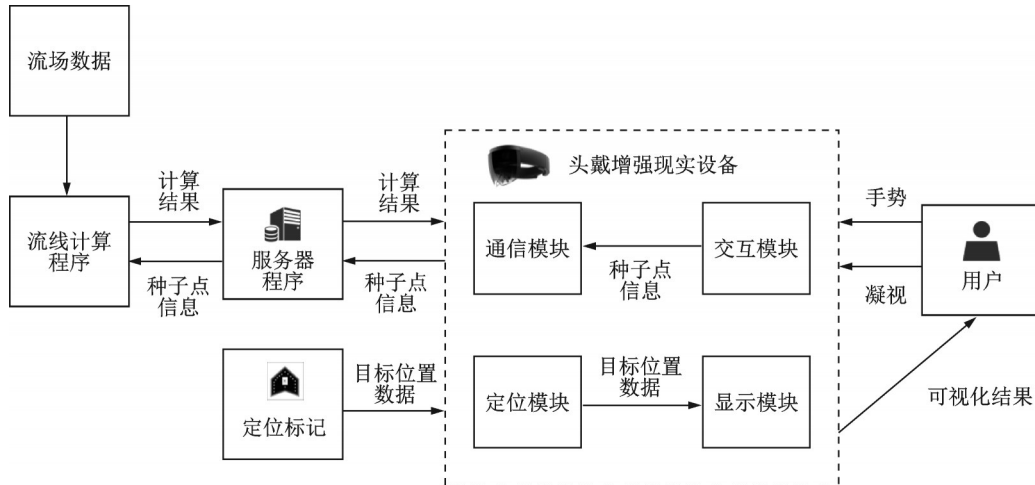 流场数据
头戴增强现实设备
计算
结果
计算
结果
手势
流线计算
程序
服务器
程序
通信模块
交互模块
用户
种子点
信息
种子点
信息
种子点
信息
凝视
目标位置
数据
目标位置
数据
定位标记
定位模块
显示模块
可视化结果